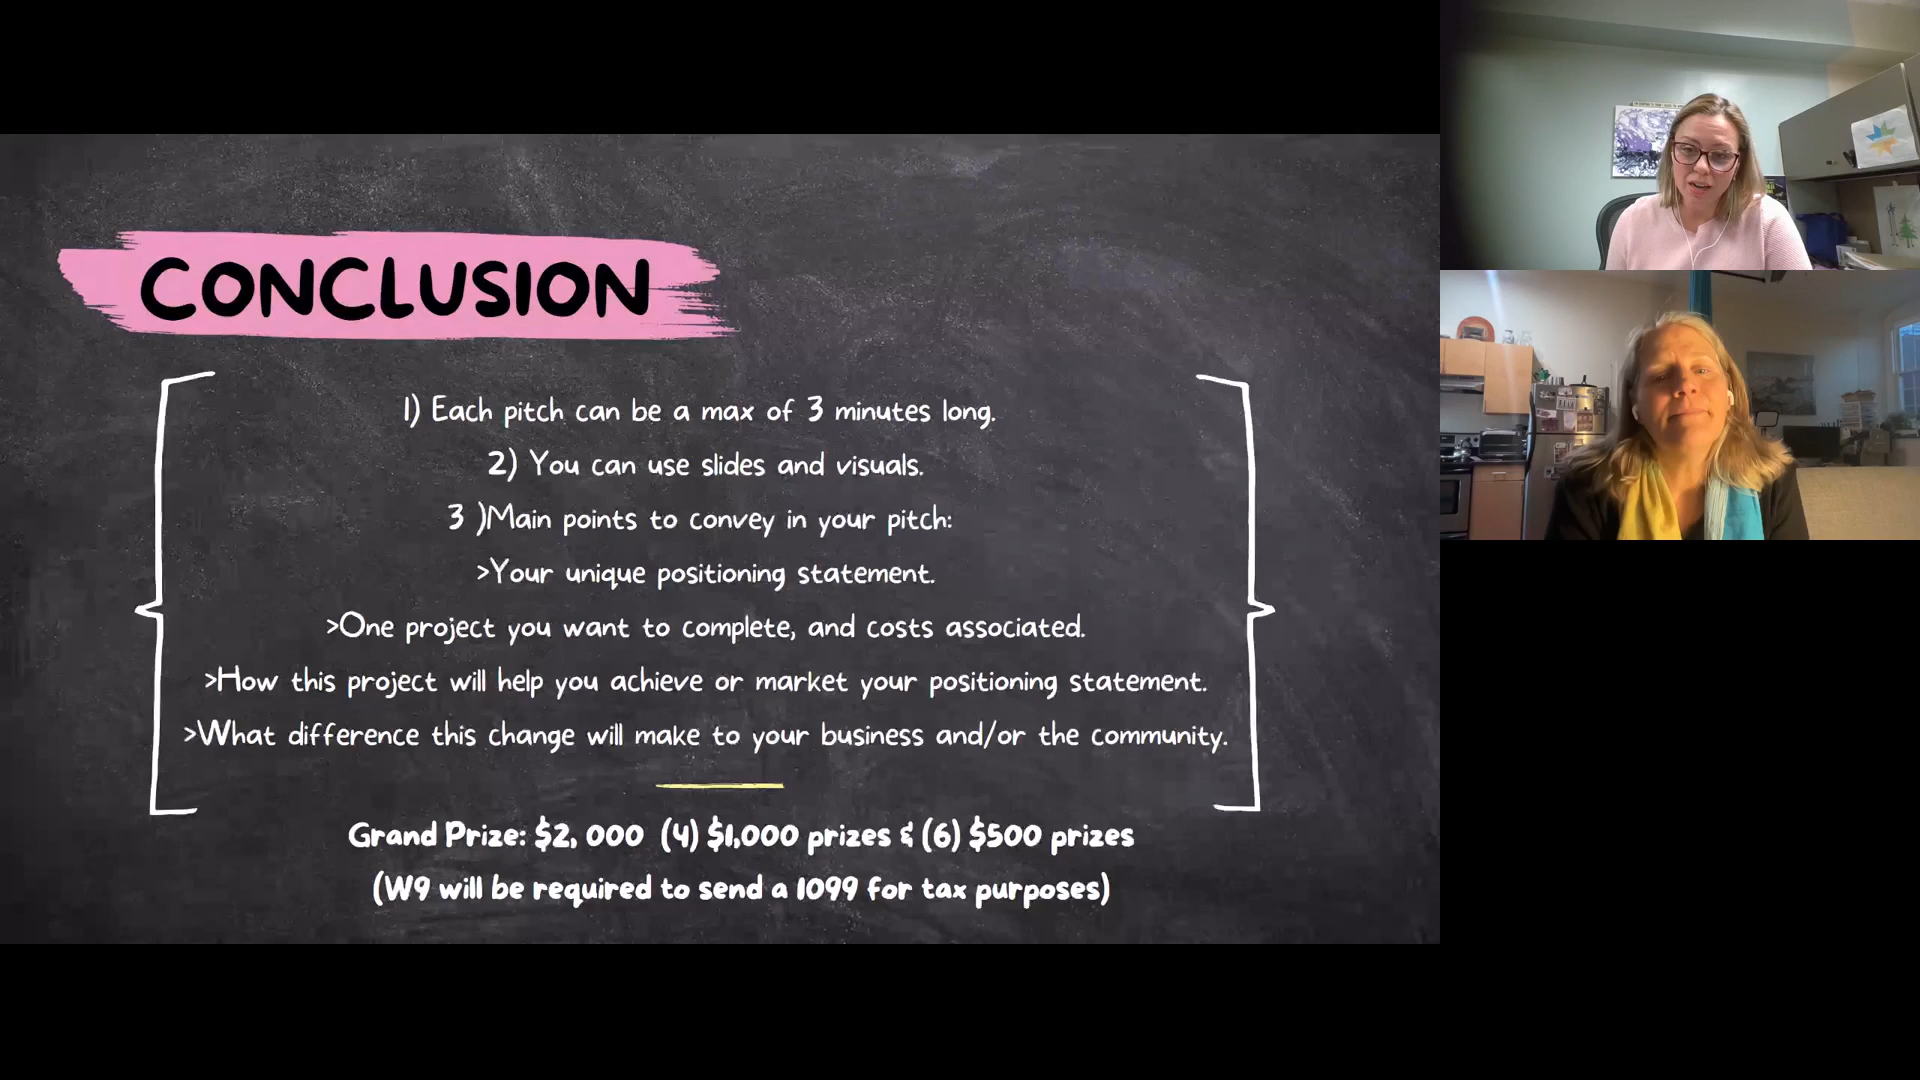 CONCLUSION
1) Each pitch can be a max of 3 minutes long.
2) You can use slides and visuals.
3 )Main points to convey in your pitch:
>Your unique positioning statement.
>One project you want to complete, and costs associated.
>How this project will help you achieve or market your positioning statement.
>What difference this change will make to your business and/or the community.
Grand Prize: $2, 000 (4) $1,000 prizes & (6) $500 prizes
(W9 will be required to send a 1099 for tax purposes)